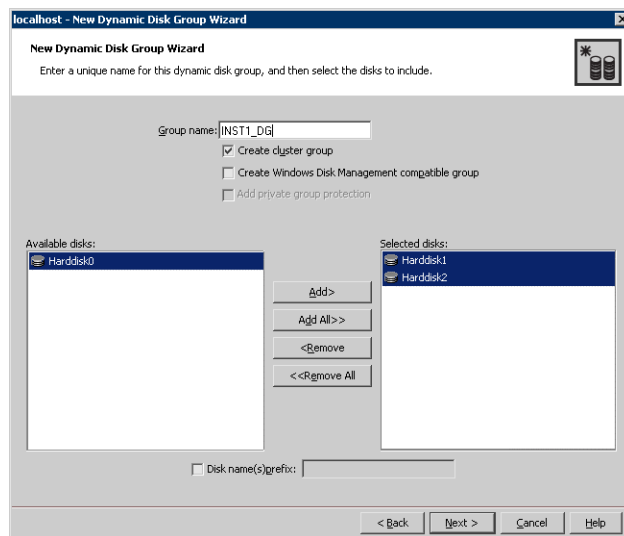 localhost - New Dynamic Disk Group Wizard
New Dynamic Disk Group Wizard
Enter a unique name for this dynamic disk group, and then select the disks to include.
Group name: INST1_DG
Create cluster group
Create Windows Disk Management compatible group
Add private group protection
Available disks:
Harddisk0
Add>
Add All>>
<Remove
<<Remove All
Selected disks:
Harddisk1
Harddisk2
Disk name(s)prefix:
< Back
Next >
Cancel
Help